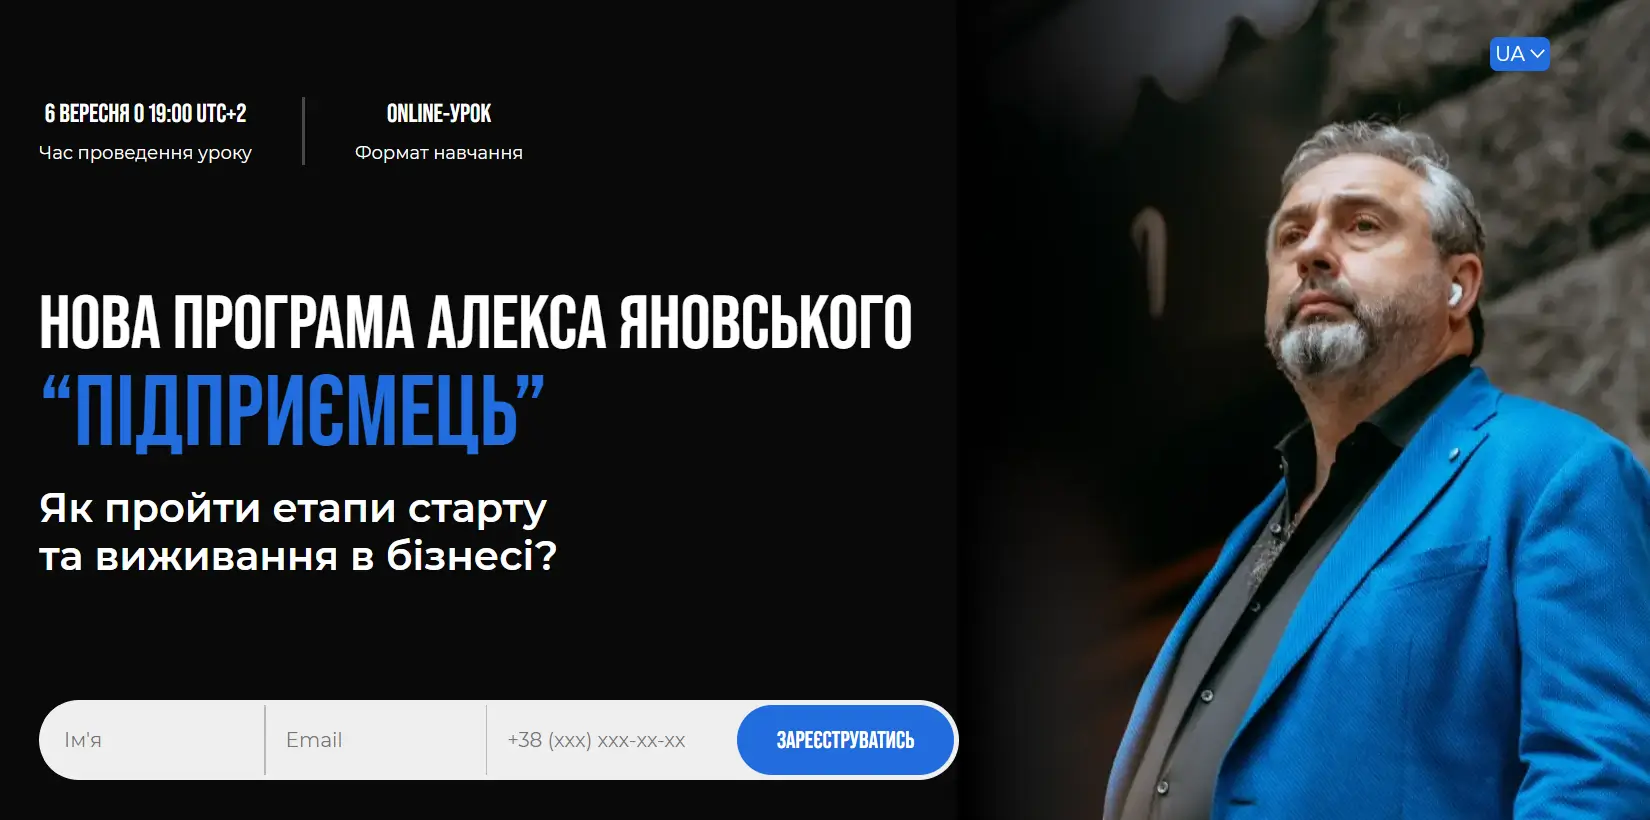 UA
6 ВЕРЕСНЯ О 19:00 UTC+2
Час проведення уроку
ONLINE-УРОК
Формат навчання
НОВА ПРОГРАМА АЛЕКСА ЯНОВСЬКОГО
“ПІДПРИЄМЕЦЬ”
Як пройти етапи старту
та виживання в бізнесі?
Ім'я
Email
+38 (xxx) xxx-xx-xx
ЗАРЕЄСТРУВАТИСЬ